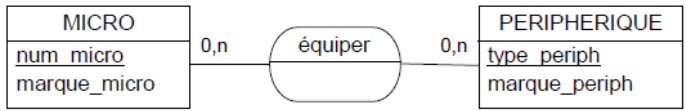 MICRO
num_micro
marque_micro
0,n
équiper
0,n
PERIPHERIQUE
type_periph
marque_periph